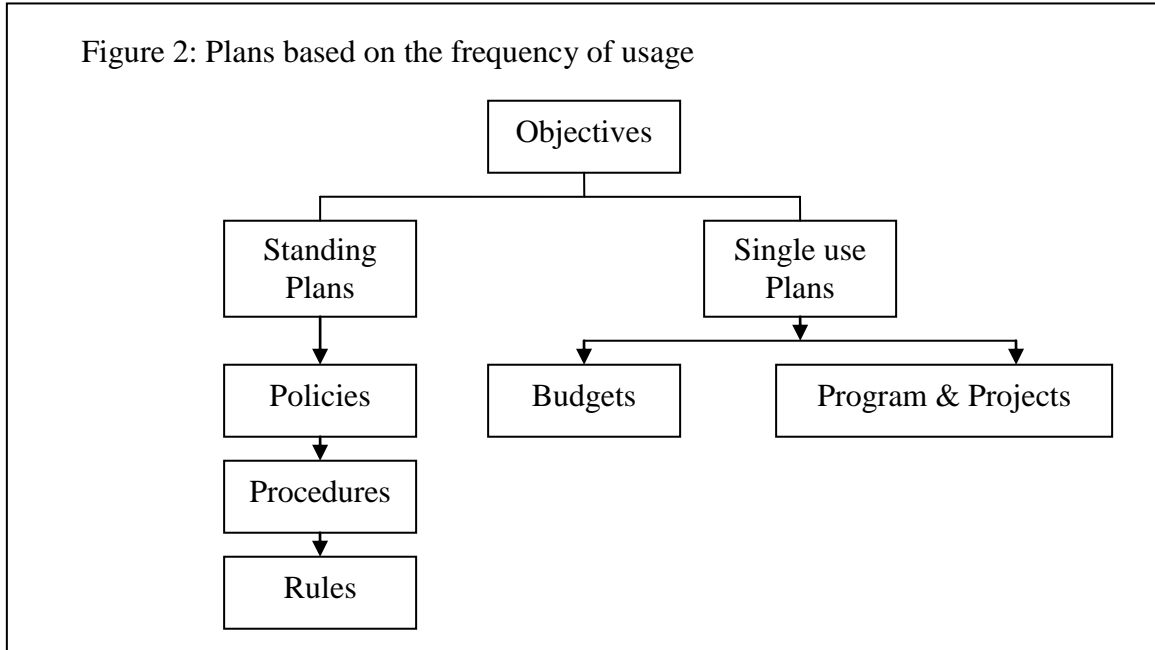 Figure 2: Plans based on the frequency of usage
Objectives
Standing
Plans
Single use
Plans
Policies
Budgets
Program & Projects
Procedures
Rules